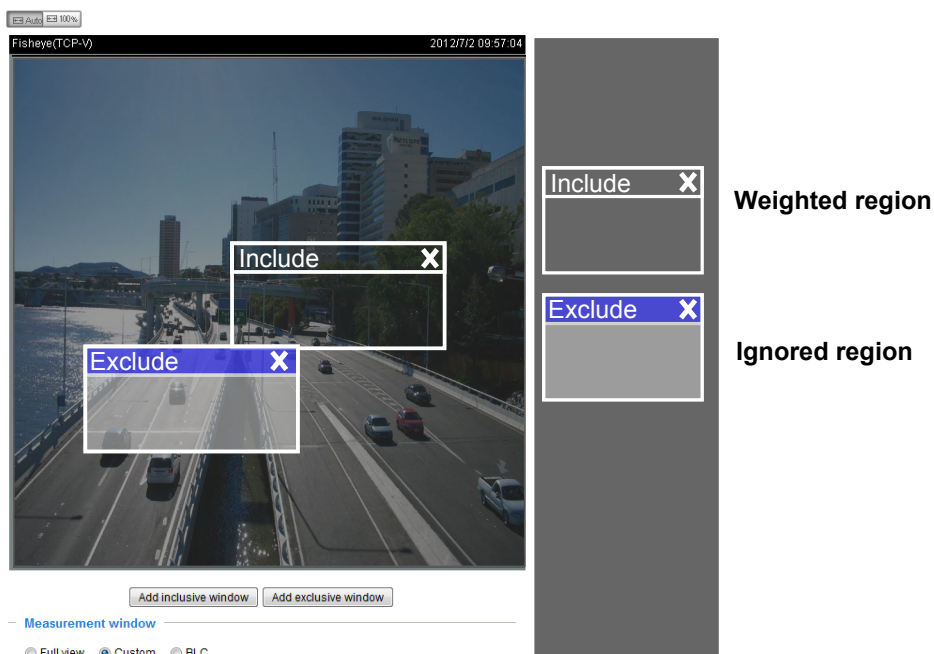 Auto 100%
Fisheye(TCP-V) 2012/7/2 09:57:04
Include
Weighted region
Include
Exclude
Ignored region
Exclude
Add inclusive window Add exclusive window
Measurement window
Full view Custom BLC